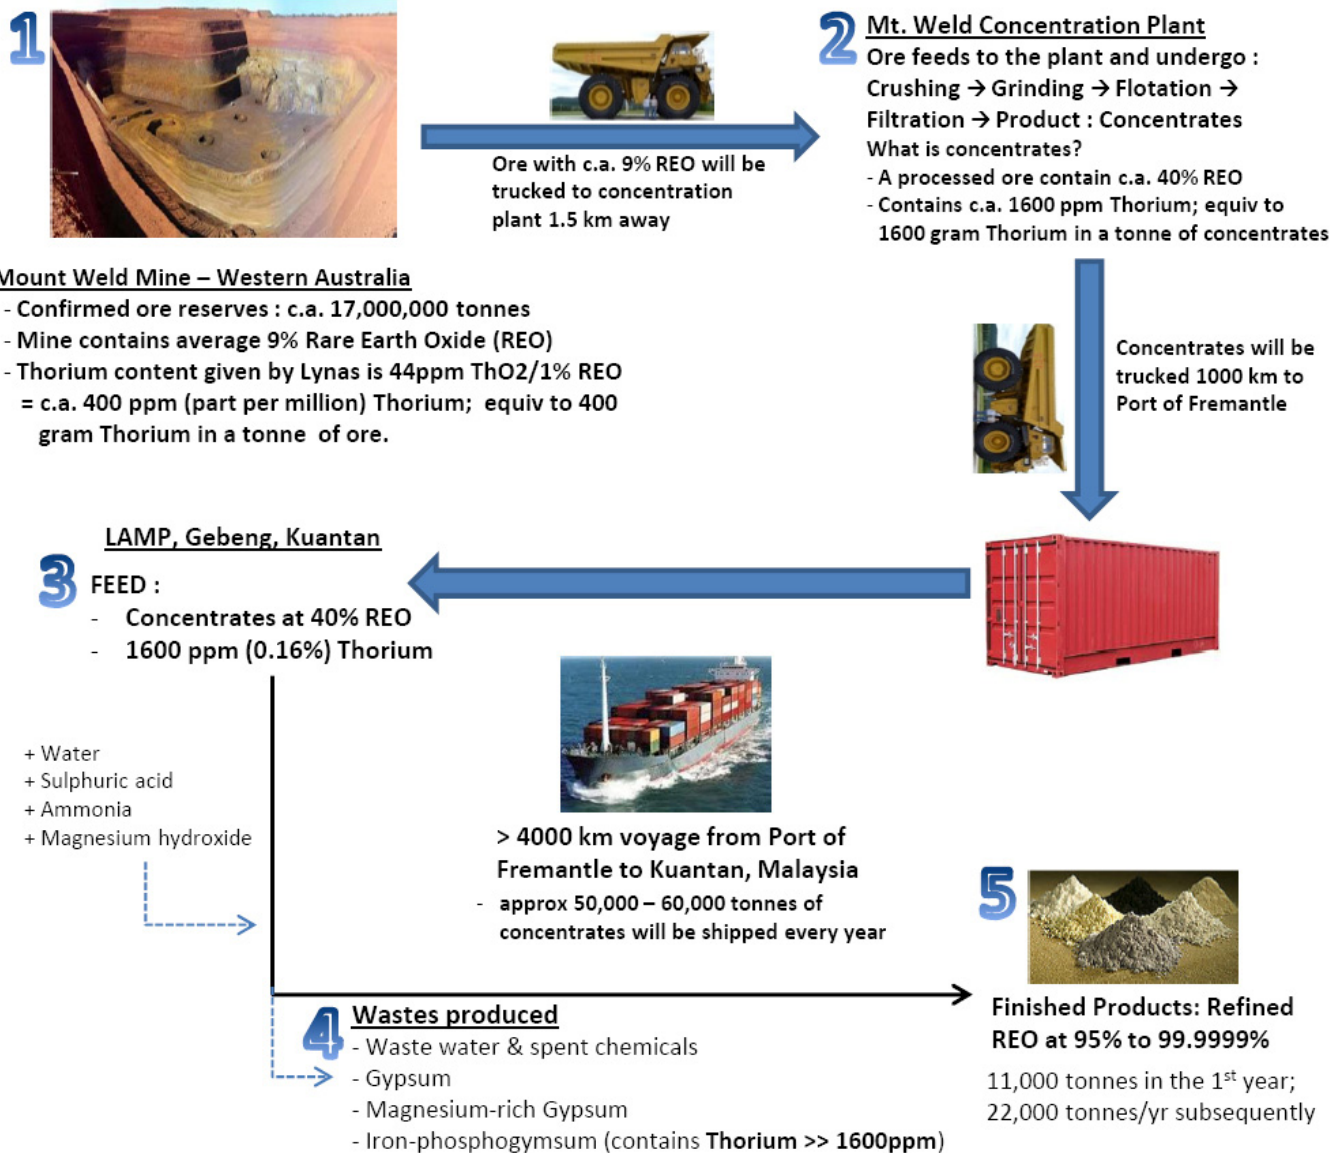 1
Mount Weld Mine – Western Australia
- Confirmed ore reserves : c.a. 17,000,000 tonnes
- Mine contains average 9% Rare Earth Oxide (REO)
- Thorium content given by Lynas is 44ppm ThO2/1% REO
= c.a. 400 ppm (part per million) Thorium; equiv to 400
gram Thorium in a tonne of ore.
Ore with c.a. 9% REO will be
trucked to concentration
plant 1.5 km away
2
Mt. Weld Concentration Plant
Ore feeds to the plant and undergo :
Crushing → Grinding → Flotation →
Filtration → Product : Concentrates
What is concentrates?
- A processed ore contain c.a. 40% REO
- Contains c.a. 1600 ppm Thorium; equiv to
1600 gram Thorium in a tonne of concentrates
Concentrates will be
trucked 1000 km to
Port of Fremantle
> 4000 km voyage from Port of
Fremantle to Kuantan, Malaysia
- approx 50,000 – 60,000 tonnes of
concentrates will be shipped every year
LAMP, Gebeng, Kuantan
3
FEED :
- Concentrates at 40% REO
- 1600 ppm (0.16%) Thorium
+ Water
+ Sulphuric acid
+ Ammonia
+ Magnesium hydroxide
4
Wastes produced
- Waste water & spent chemicals
- Gypsum
- Magnesium-rich Gypsum
- Iron-phosphogymsum (contains Thorium >> 1600ppm)
5
Finished Products: Refined
REO at 95% to 99.9999%
11,000 tonnes in the 1st year;
22,000 tonnes/yr subsequently